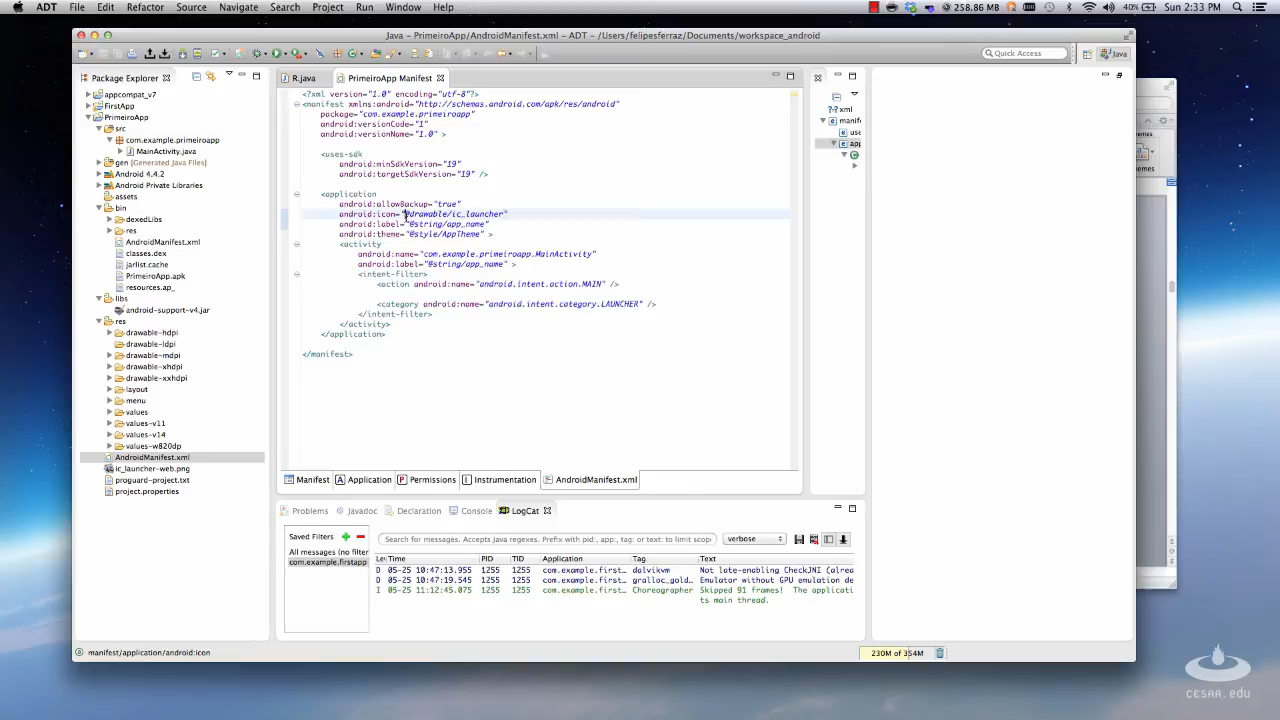 ADT File Edit Refactor Source Navigate Search Project Run Window Help 238.86 MB 40% Sun 2:33 PM
Java - PrimeiroApp/AndroidManifest.xml - ADT - /Users/felipesferraz/Documents/workspace_android
Quick Access Java
Package Explorer
appcompat_v7
FirstApp
PrimeiroApp
src
com.example.primeiroapp
MainActivity.java
gen [Generated Java Files]
Android 4.4.2
Android Private Libraries
assets
bin
dexedLibs
res
AndroidManifest.xml
classes.dex
jarlist.cache
PrimeiroApp.apk
resources.ap_
libs
android-support-v4.jar
res
drawable-hdpi
drawable-ldpi
drawable-mdpi
drawable-xhdpi
drawable-xxhdpi
layout
menu
values
values-v11
values-v14
values-w820dp
AndroidManifest.xml
ic_launcher-web.png
proguard-project.txt
project.properties
R.java PrimeiroApp Manifest
<?xml version="1.0" encoding="utf-8"?>
<manifest xmlns:android="http://schemas.android.com/apk/res/android"
package="com.example.primeiroapp"
android:versionCode="1"
android:versionName="1.0" >
<uses-sdk
android:minSdkVersion="19"
android:targetSdkVersion="19" />
<application
android:allowBackup="true"
android:icon="@drawable/ic_launcher"
android:label="@string/app_name"
android:theme="@style/AppTheme" >
<activity
android:name="com.example.primeiroapp.MainActivity"
android:label="@string/app_name" >
<intent-filter>
<action android:name="android.intent.action.MAIN" />
<category android:name="android.intent.category.LAUNCHER" />
</intent-filter>
</activity>
</application>
</manifest>
Manifest Application Permissions Instrumentation AndroidManifest.xml
xml
manife
use
app
Problems Javadoc Declaration Console LogCat
Saved Filters
All messages (no filter
com.example.firstapp
Search for messages. Accepts Java regexes. Prefix with pid:, app:, tag: or text: to limit scop verbose
Le Time PID TID Application Tag Text
D 05-25 10:47:13.955 1255 1255 com.example.first... dalvikvm Not late-enabling CheckJNI (alrea
D 05-25 10:47:19.545 1255 1255 com.example.first... gralloc_gold... Emulator without GPU emulation de
I 05-25 11:12:45.075 1255 1255 com.example.first... Choreographer Skipped 91 frames! The applicati
ts main thread.
manifest/application/android:icon
230M of 354M
cesar.edu